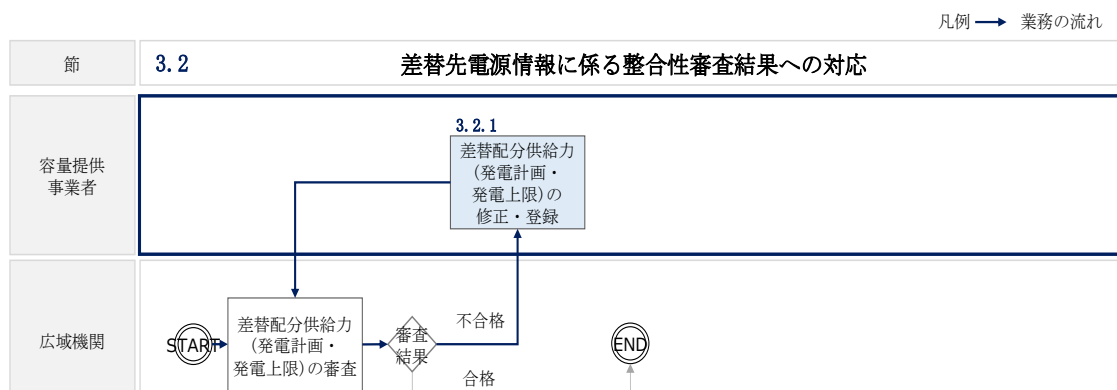 凡例 業務の流れ
節
3.2 差替先電源情報に係る整合性審査結果への対応
容量提供
事業者
3.2.1
差替配分供給力
(発電計画・
発電上限)の
修正・登録
広域機関
START
差替配分供給力
(発電計画・
発電上限)の審査
審査
結果
不合格
合格
END